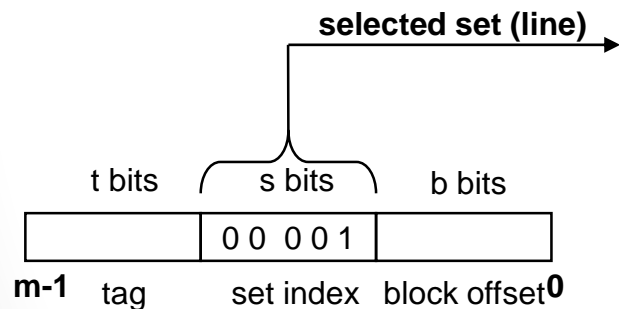 selected set (line)
t bits s bits b bits
0 0 0 0 1
m-1 tag set index block offset 0